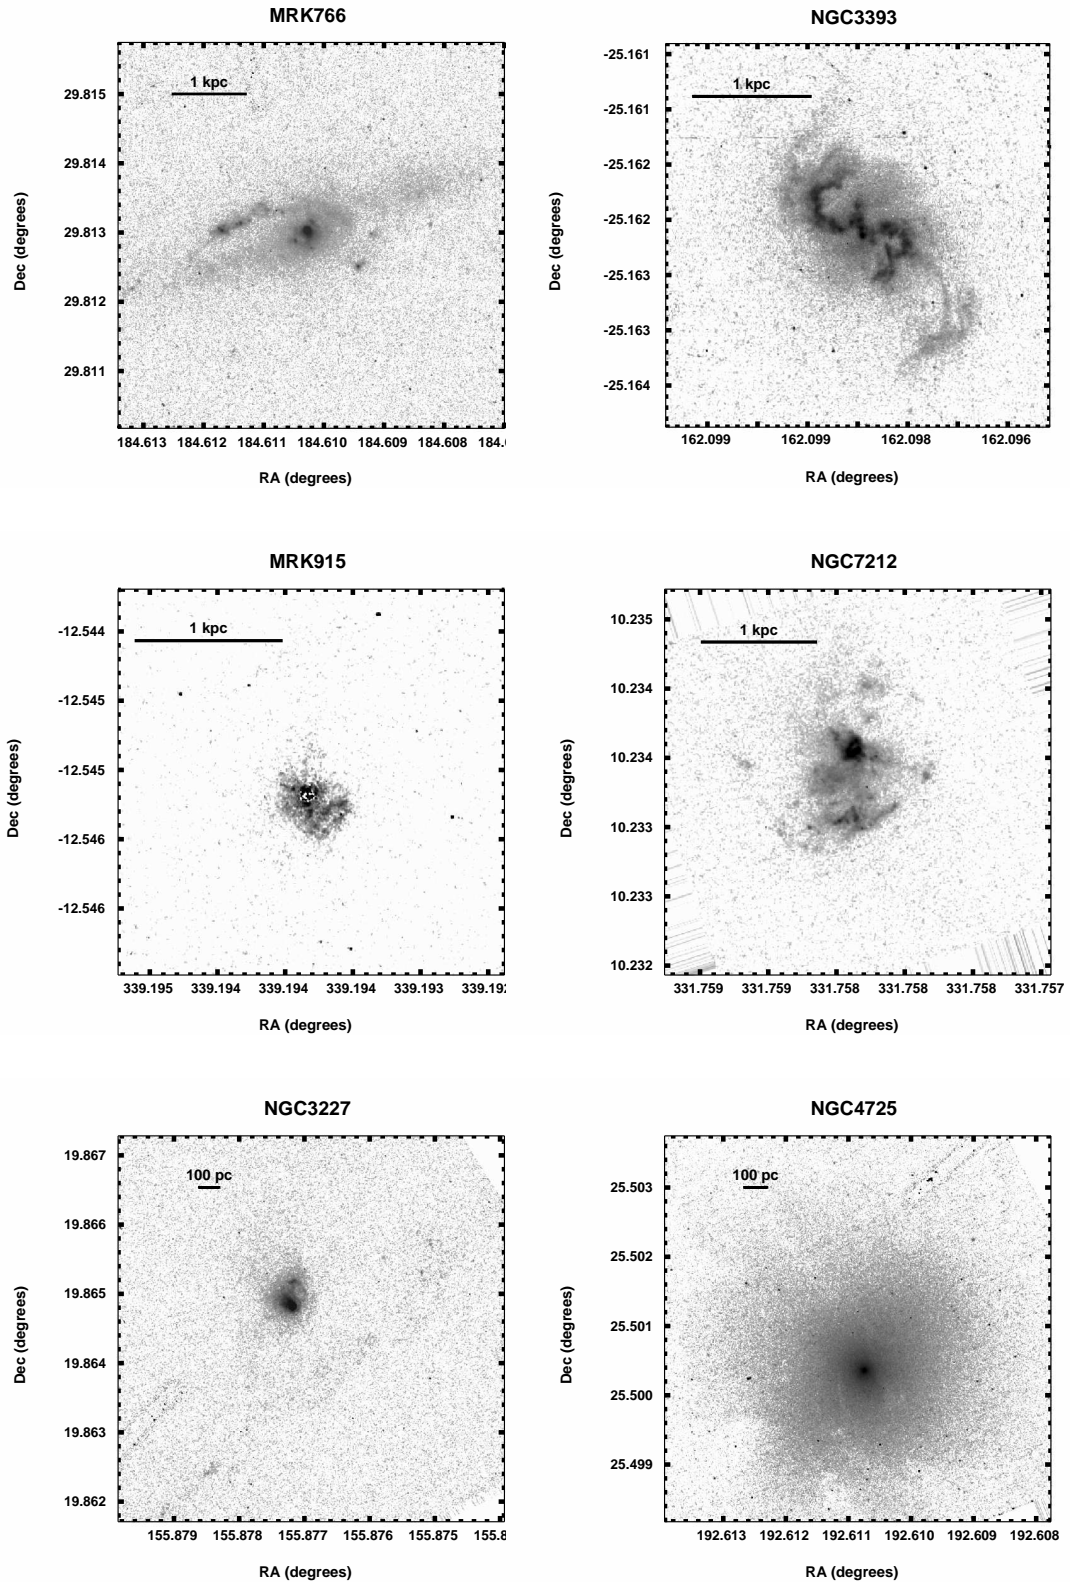 MRK766
1 kpc
29.815
29.814
29.813
29.812
29.811
Dec (degrees)
184.613 184.612 184.611 184.610 184.609 184.608 184.6
RA (degrees)
NGC3393
1 kpc
-25.161
-25.161
-25.162
-25.162
-25.163
-25.163
-25.164
Dec (degrees)
162.099 162.099 162.098 162.096
RA (degrees)
MRK915
1 kpc
-12.544
-12.545
-12.545
-12.546
-12.546
Dec (degrees)
339.195 339.194 339.194 339.194 339.193 339.192
RA (degrees)
NGC7212
1 kpc
10.235
10.234
10.234
10.233
10.233
10.232
Dec (degrees)
331.759 331.759 331.758 331.758 331.758 331.757
RA (degrees)
NGC3227
100 pc
19.867
19.866
19.865
19.864
19.863
19.862
Dec (degrees)
155.879 155.878 155.877 155.876 155.875 155.8
RA (degrees)
NGC4725
100 pc
25.503
25.502
25.501
25.500
25.499
Dec (degrees)
192.613 192.612 192.611 192.610 192.609 192.608
RA (degrees)